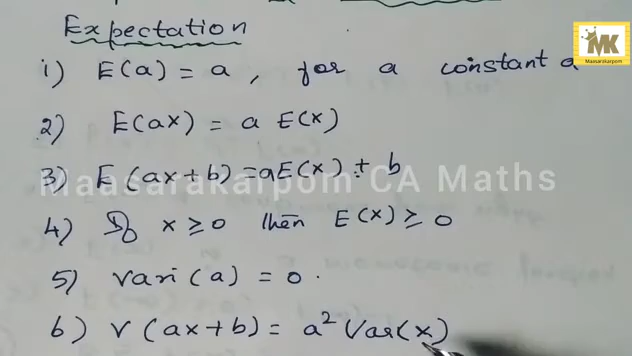 Expectation
MK
Maasarakarpom
1) E(a) = a, for a constant a
2) E(ax) = a E(x)
3) E(ax+b) = aE(x) + b
Maasarakarpom CA Maths
4) If x ≥ 0 then E(x) ≥ 0
5) Vari(a) = 0.
6) V(ax+b) = a² Var(x)